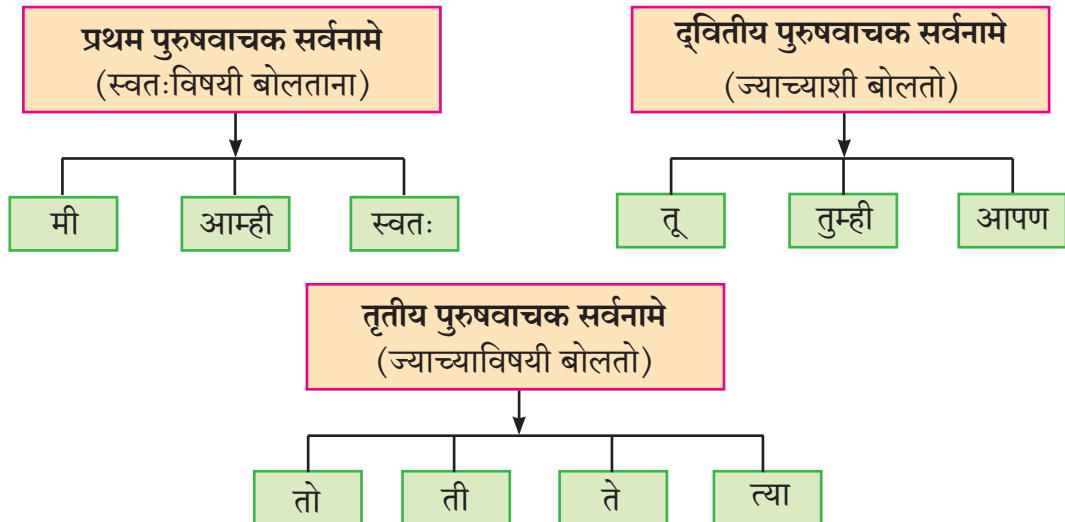 प्रथम पुरुषवाचक सर्वनामे
(स्वतःविषयी बोलताना)
मी
आम्ही
स्वतः
द्‌वितीय पुरुषवाचक सर्वनामे
(ज्याच्याशी बोलतो)
तू
तुम्ही
आपण
तृतीय पुरुषवाचक सर्वनामे
(ज्याच्याविषयी बोलतो)
तो
ती
ते
त्या